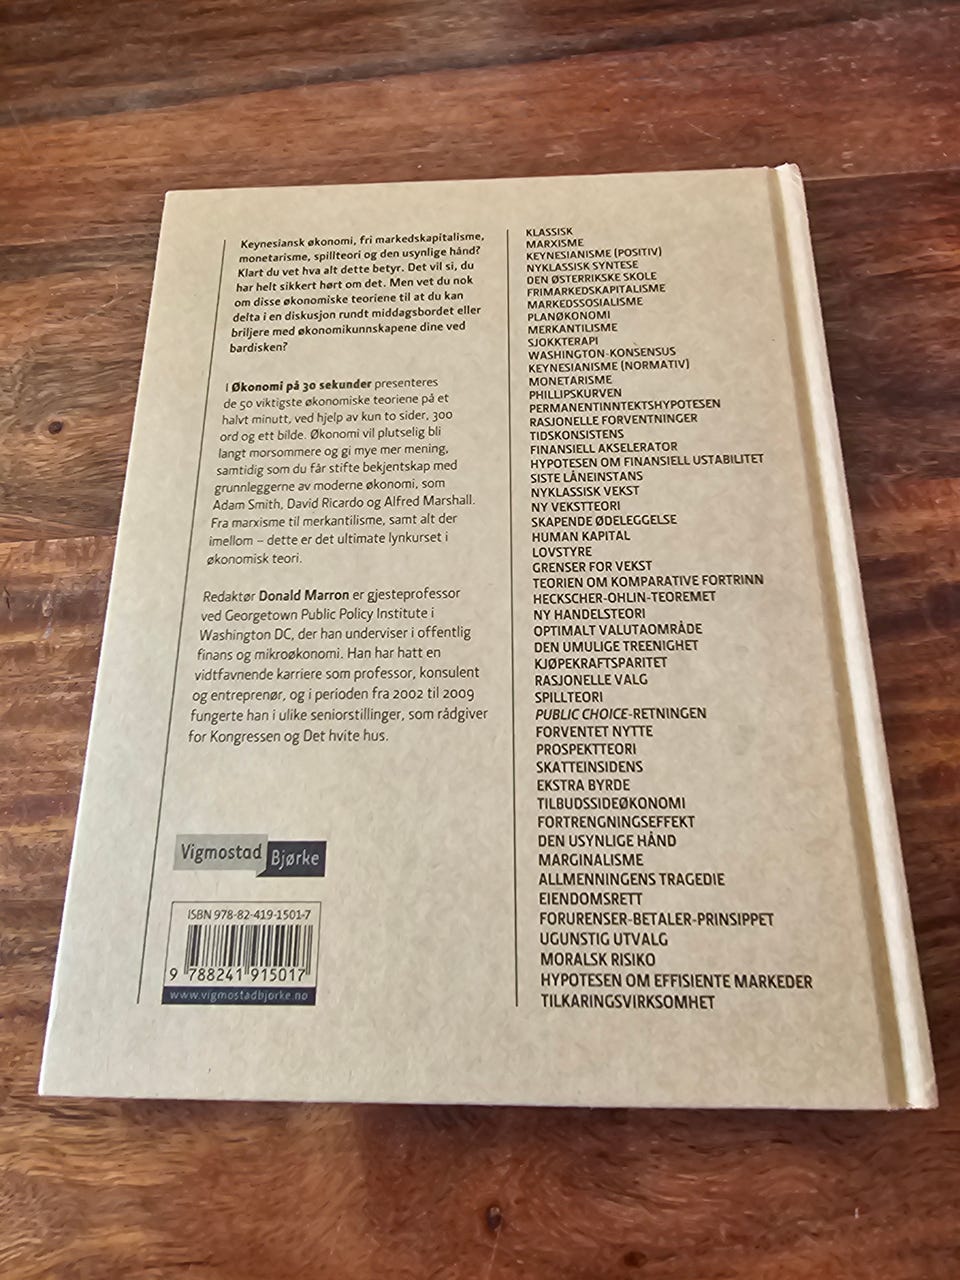 Keynesiansk økonomi, fri markedskapitalisme,
monetarisme, spillteori og den usynlige hånd?
Klart du vet hva alt dette betyr. Det vil si, du
har helt sikkert hørt om det. Men vet du nok
om disse økonomiske teoriene til at du kan
delta i en diskusjon rundt middagsbordet eller
briljere med økonomikunnskapene dine ved
bardisken?
I Økonomi på 30 sekunder presenteres
de 50 viktigste økonomiske teoriene på et
halvt minutt, ved hjelp av kun to sider, 300
ord og ett bilde. Økonomi vil plutselig bli
langt morsommere og gi mye mer mening,
samtidig som du får stifte bekjentskap med
grunnleggerne av moderne økonomi, som
Adam Smith, David Ricardo og Alfred Marshall.
Fra marxisme til merkantilisme, samt alt der
imellom – dette er det ultimate lynkurset i
økonomisk teori.
Redaktør Donald Marron er gjesteprofessor
ved Georgetown Public Policy Institute i
Washington DC, der han underviser i offentlig
finans og mikroøkonomi. Han har hatt en
vidtfavnende karriere som professor, konsulent
og entreprenør, og i perioden fra 2002 til 2009
fungerte han i ulike seniorstillinger, som rådgiver
for Kongressen og Det hvite hus.
Vigmostad Bjørke
ISBN 978-82-419-1501-7
9 788241 915017
www.vigmostadbjorke.no
KLASSISK
MARXISME
KEYNESIANISME (POSITIV)
NYKLASSISK SYNTESE
DEN ØSTERRIKSKE SKOLE
FRIMARKEDSKAPITALISME
MARKEDSSOSIALISME
PLANØKONOMI
MERKANTILISME
SJOKKTERAPI
WASHINGTON-KONSENSUS
KEYNESIANISME (NORMATIV)
MONETARISME
PHILLIPSKURVEN
PERMANENTINNTEKTSHYPOTESEN
RASJONELLE FORVENTNINGER
TIDSKONSISTENS
FINANSIELL AKSELERATOR
HYPOTESEN OM FINANSIELL USTABILITET
SISTE LÅNEINSTANS
NYKLASSISK VEKST
NY VEKSTTEORI
SKAPENDE ØDELEGGELSE
HUMAN KAPITAL
LOVSTYRE
GRENSER FOR VEKST
TEORIEN OM KOMPARATIVE FORTRINN
HECKSCHER-OHLIN-TEOREMET
NY HANDELSTEORI
OPTIMALT VALUTAOMRÅDE
DEN UMULIGE TREENIGHET
KJØPEKRAFTSPARITET
RASJONELLE VALG
SPILLTEORI
PUBLIC CHOICE-RETNINGEN
FORVENTET NYTTE
PROSPEKTTEORI
SKATTEINSIDENS
EKSTRA BYRDE
TILBUDSSIDEØKONOMI
FORTRENGNINGSEFFEKT
DEN USYNLIGE HÅND
MARGINALISME
ALLMENNINGENS TRAGEDIE
EIENDOMSRETT
FORURENSER-BETALER-PRINSIPPET
UGUNSTIG UTVALG
MORALSK RISIKO
HYPOTESEN OM EFFISIENTE MARKEDER
TILKARINGSVIRKSOMHET